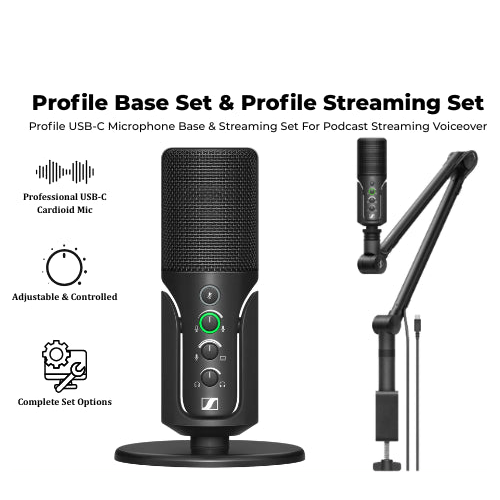 Profile Base Set & Profile Streaming Set
Profile USB-C Microphone Base & Streaming Set For Podcast Streaming Voiceover
Professional USB-C
Cardioid Mic
Adjustable & Controlled
Complete Set Options